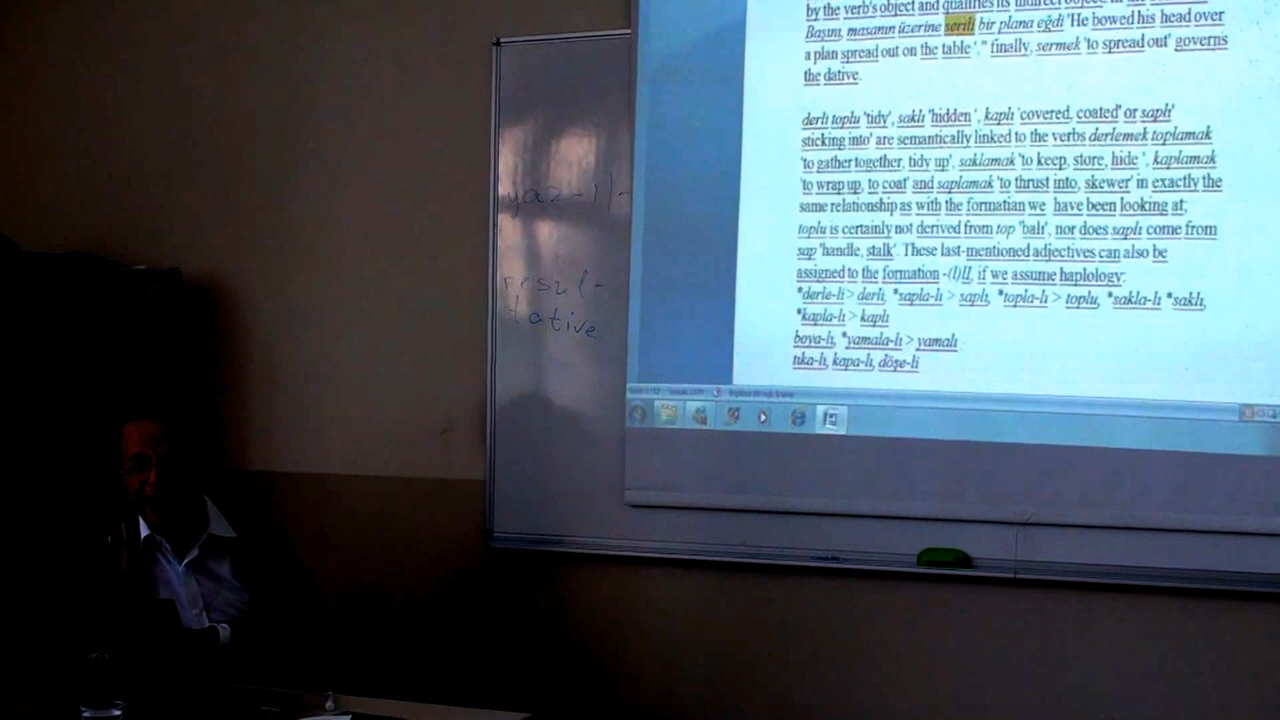 by the verb's object and qualifies its indirect object. in the
Başını, masanın üzerine serili bir plana eğdi 'He bowed his head over
a plan spread out on the table '," finally, sermek 'to spread out' governs
the dative.
derli toplu 'tidy', saklı 'hidden ', kaplı 'covered, coated' or saplı'
sticking into' are semantically linked to the verbs derlemek toplamak
'to gather together, tidy up', saklamak 'to keep, store, hide ', kaplamak
'to wrap up, to coat' and saplamak 'to thrust into, skewer' in exactly the
same relationship as with the formatian we have been looking at;
toplu is certainly not derived from top 'balı', nor does saplı come from
sap 'handle, stalk'. These last-mentioned adjectives can also be
assigned to the formation -(I)lI, if we assume haplology:
*derle-li > derli, *sapla-lı > saplı, *topla-lı > toplu, *sakla-lı *saklı,
*kapla-lı > kaplı
boya-lı, *yamala-lı > yamalı
tıka-lı, kapa-lı, döşe-li
yaz-ı l-
resul-
tative